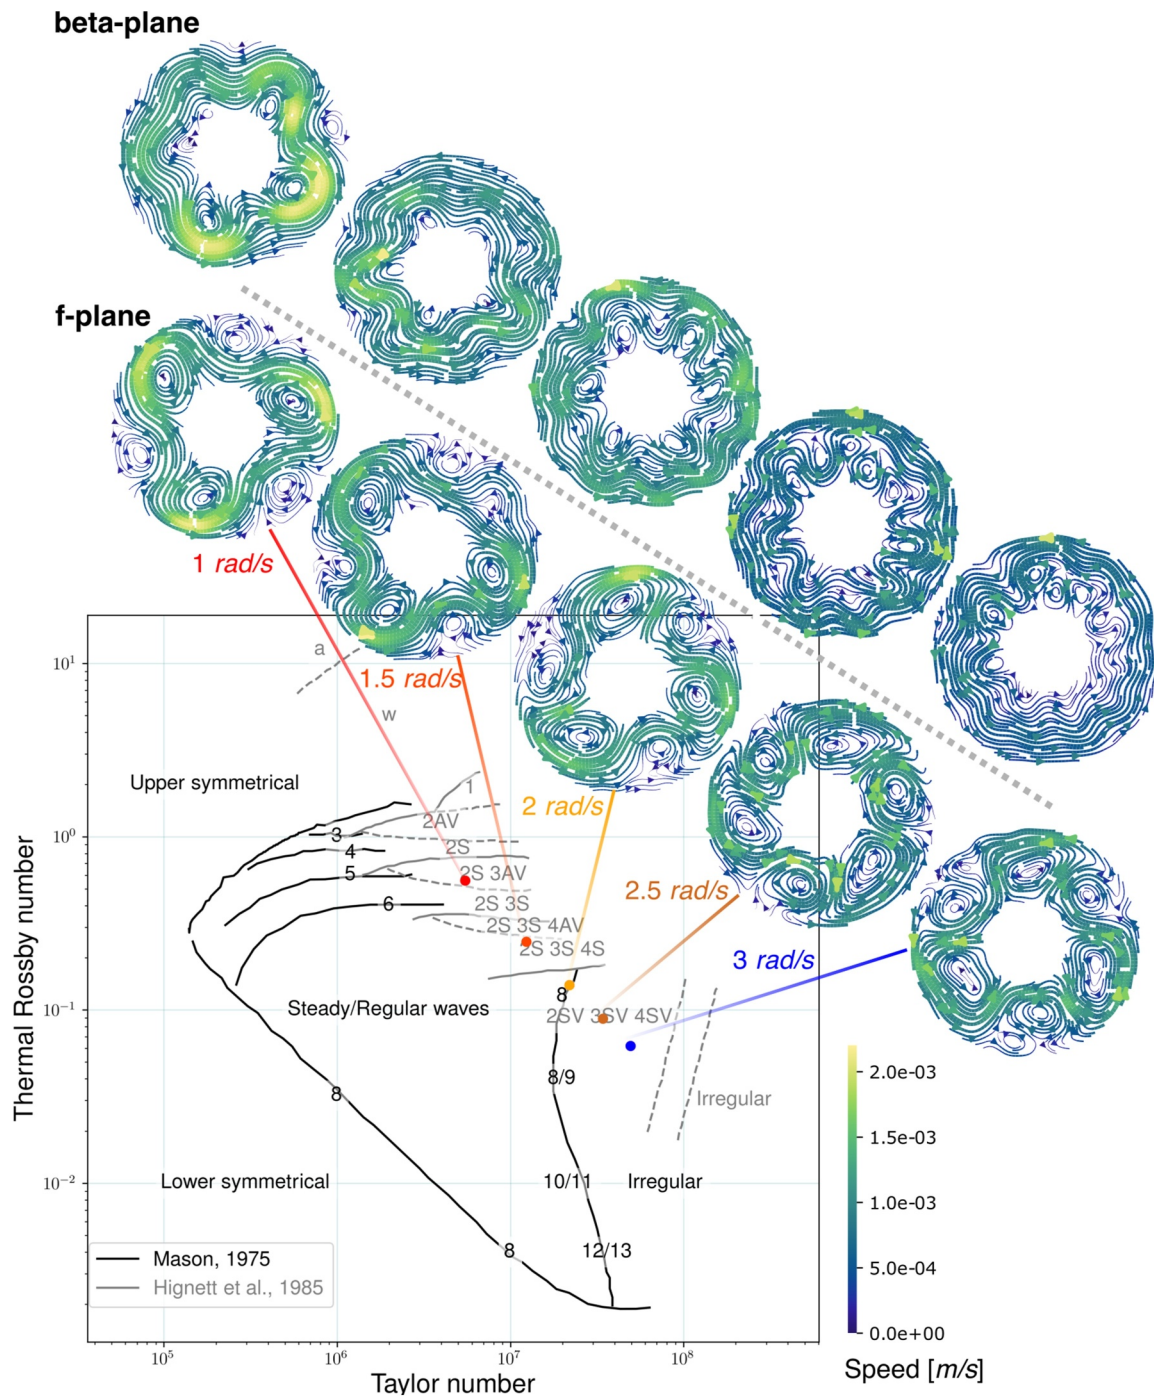 beta-plane
f-plane
1 rad/s
1.5 rad/s
2 rad/s
2.5 rad/s
3 rad/s
a
w
10¹
Upper symmetrical
1
2AV
10⁰
3
2S
4
5
2S 3AV
6
2S 3S
2S 3S 4AV
2S 3S 4S
8
Steady/Regular waves
10⁻¹
2SV 3SV 4SV
8/9
8
Irregular
10⁻²
Lower symmetrical
10/11
Irregular
8
12/13
Mason, 1975
Hignett et al., 1985
10⁵
10⁶
10⁷
10⁸
Taylor number
Thermal Rossby number
2.0e-03
1.5e-03
1.0e-03
5.0e-04
0.0e+00
Speed [m/s]